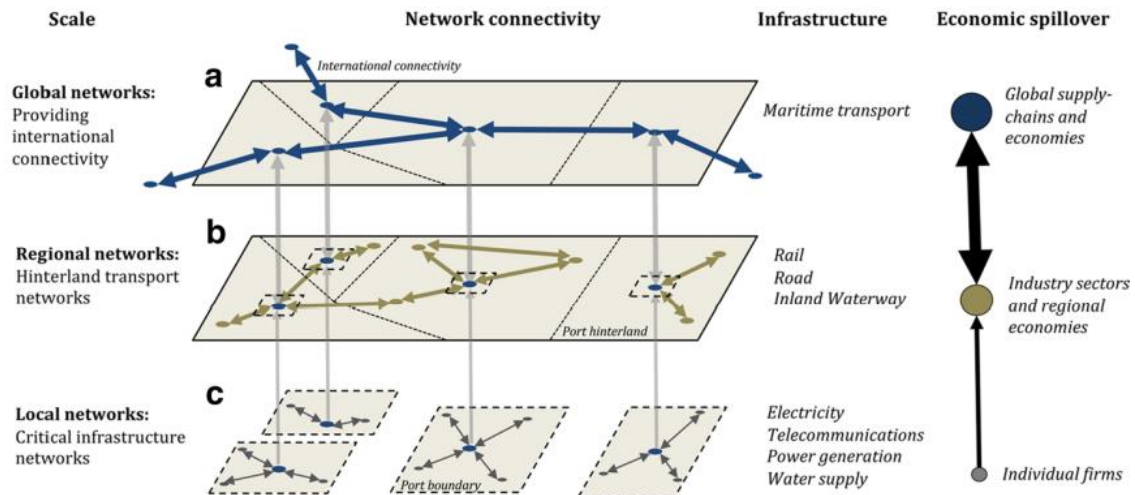 Scale
Network connectivity
Infrastructure
Economic spillover
a
International connectivity
Global networks:
Providing
international
connectivity
Maritime transport
Global supply-
chains and
economies
b
Regional networks:
Hinterland transport
networks
Rail
Road
Inland Waterway
Port hinterland
Industry sectors
and regional
economies
c
Local networks:
Critical infrastructure
networks
Port boundary
Electricity
Telecommunications
Power generation
Water supply
Individual firms